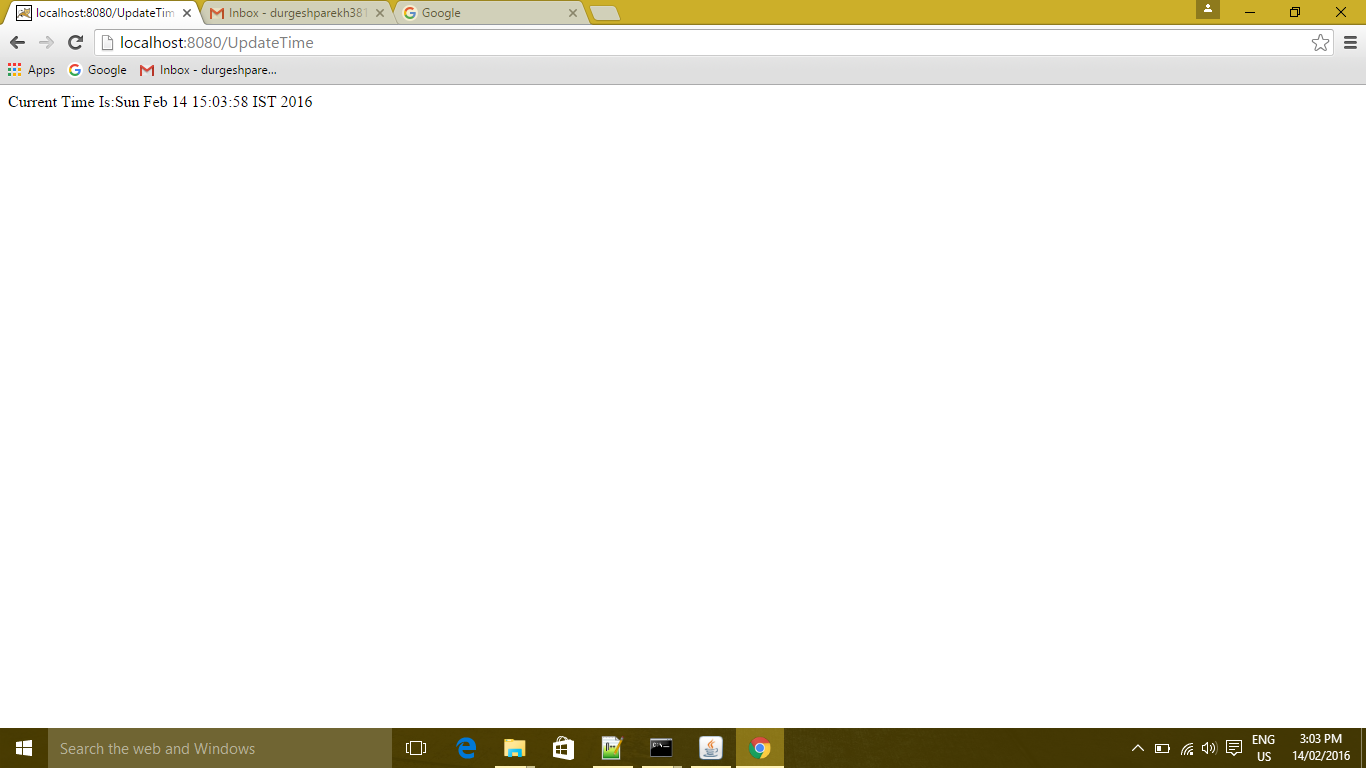 localhost:8080/UpdateTim
Inbox - durgeshparekh381
Google
localhost:8080/UpdateTime
Apps
Google
Inbox - durgeshpare...
Current Time Is:Sun Feb 14 15:03:58 IST 2016
Search the web and Windows
ENG
US
3:03 PM
14/02/2016